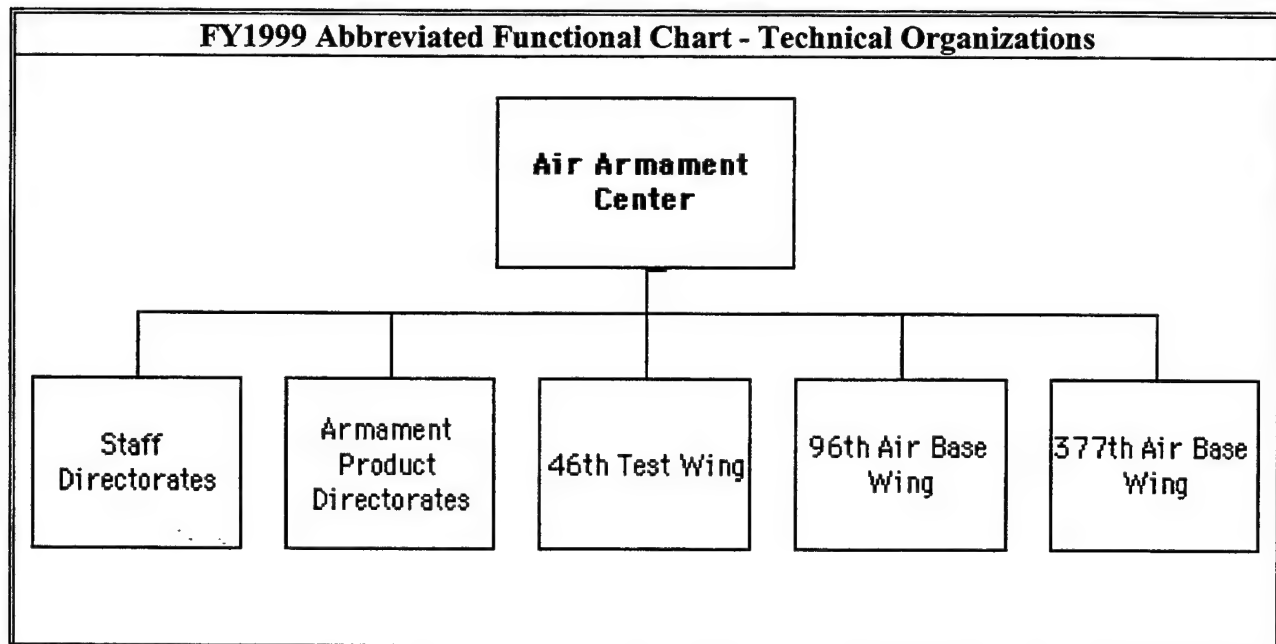 FY1999 Abbreviated Functional Chart - Technical Organizations
Air Armament
Center
Staff
Directorates
Armament
Product
Directorates
46th Test Wing
96th Air Base
Wing
377th Air Base
Wing